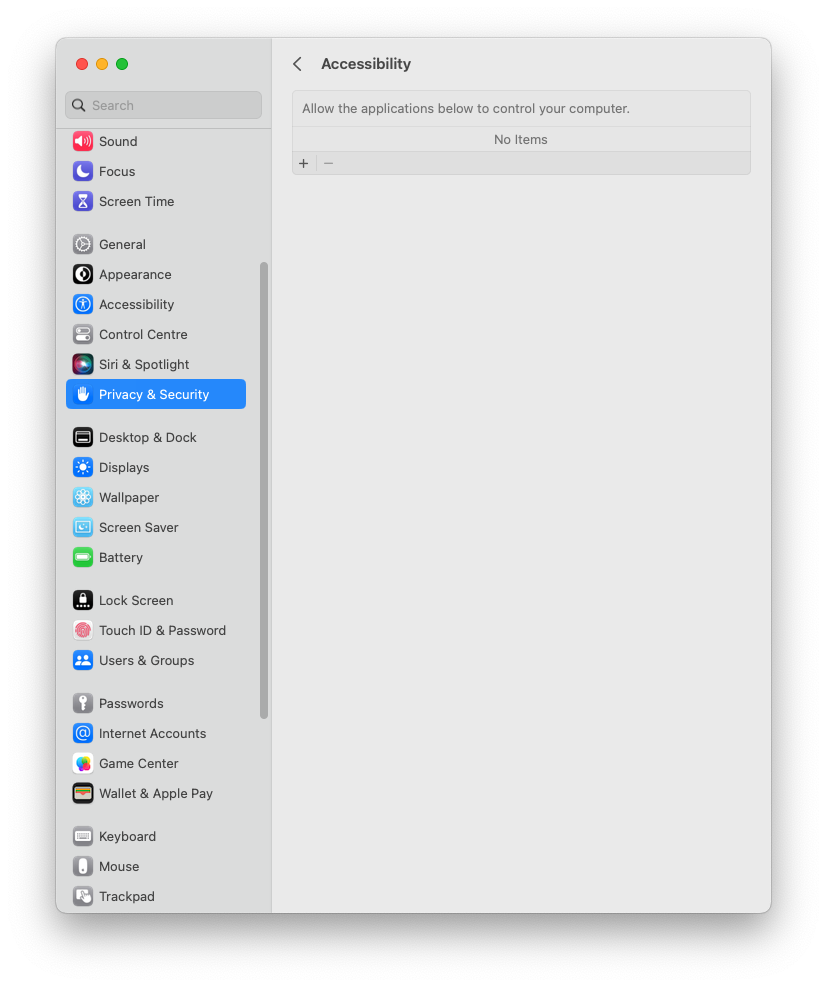 Search
Sound
Focus
Screen Time
General
Appearance
Accessibility
Control Centre
Siri & Spotlight
Privacy & Security
Desktop & Dock
Displays
Wallpaper
Screen Saver
Battery
Lock Screen
Touch ID & Password
Users & Groups
Passwords
Internet Accounts
Game Center
Wallet & Apple Pay
Keyboard
Mouse
Trackpad
Accessibility
Allow the applications below to control your computer.
No Items